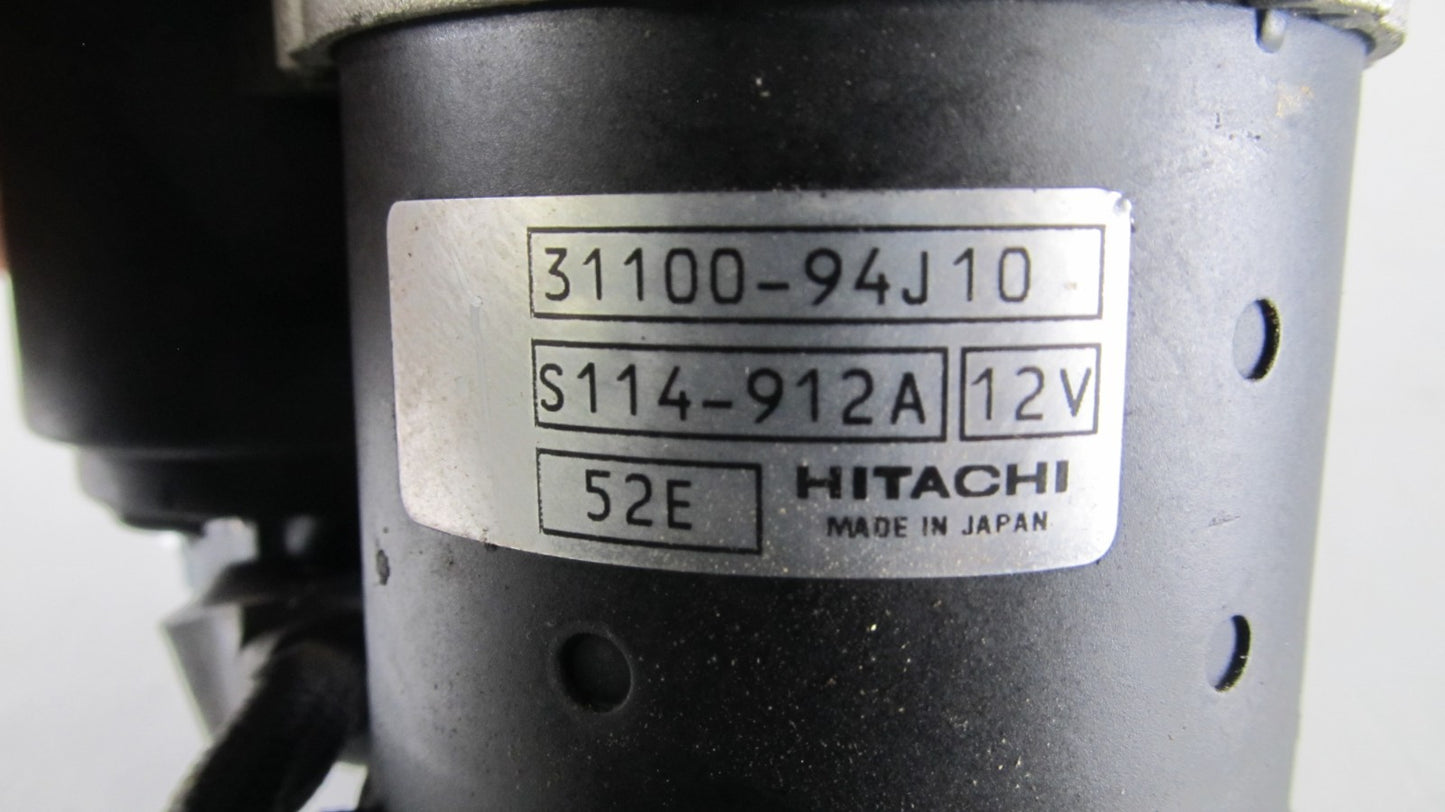 31100-94J10
S114-912A 12V
52E HITACHI
MADE IN JAPAN